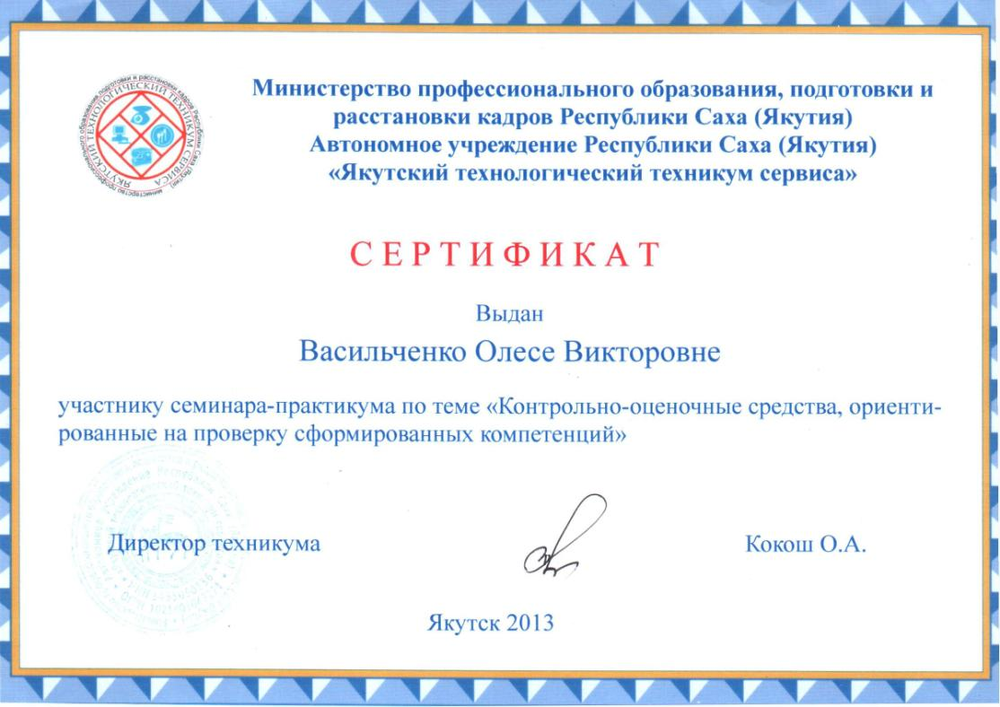 Министерство профессионального образования, подготовки и
расстановки кадров Республики Саха (Якутия)
Автономное учреждение Республики Саха (Якутия)
«Якутский технологический техникум сервиса»
ЯКУТСКИЙ ТЕХНОЛОГИЧЕСКИЙ ТЕХНИКУМ СЕРВИСА
СЕРТИФИКАТ
Выдан
Васильченко Олесе Викторовне
участнику семинара-практикума по теме «Контрольно-оценочные средства, ориенти-
рованные на проверку сформированных компетенций»
Директор техникума
Кокош О.А.
Якутск 2013